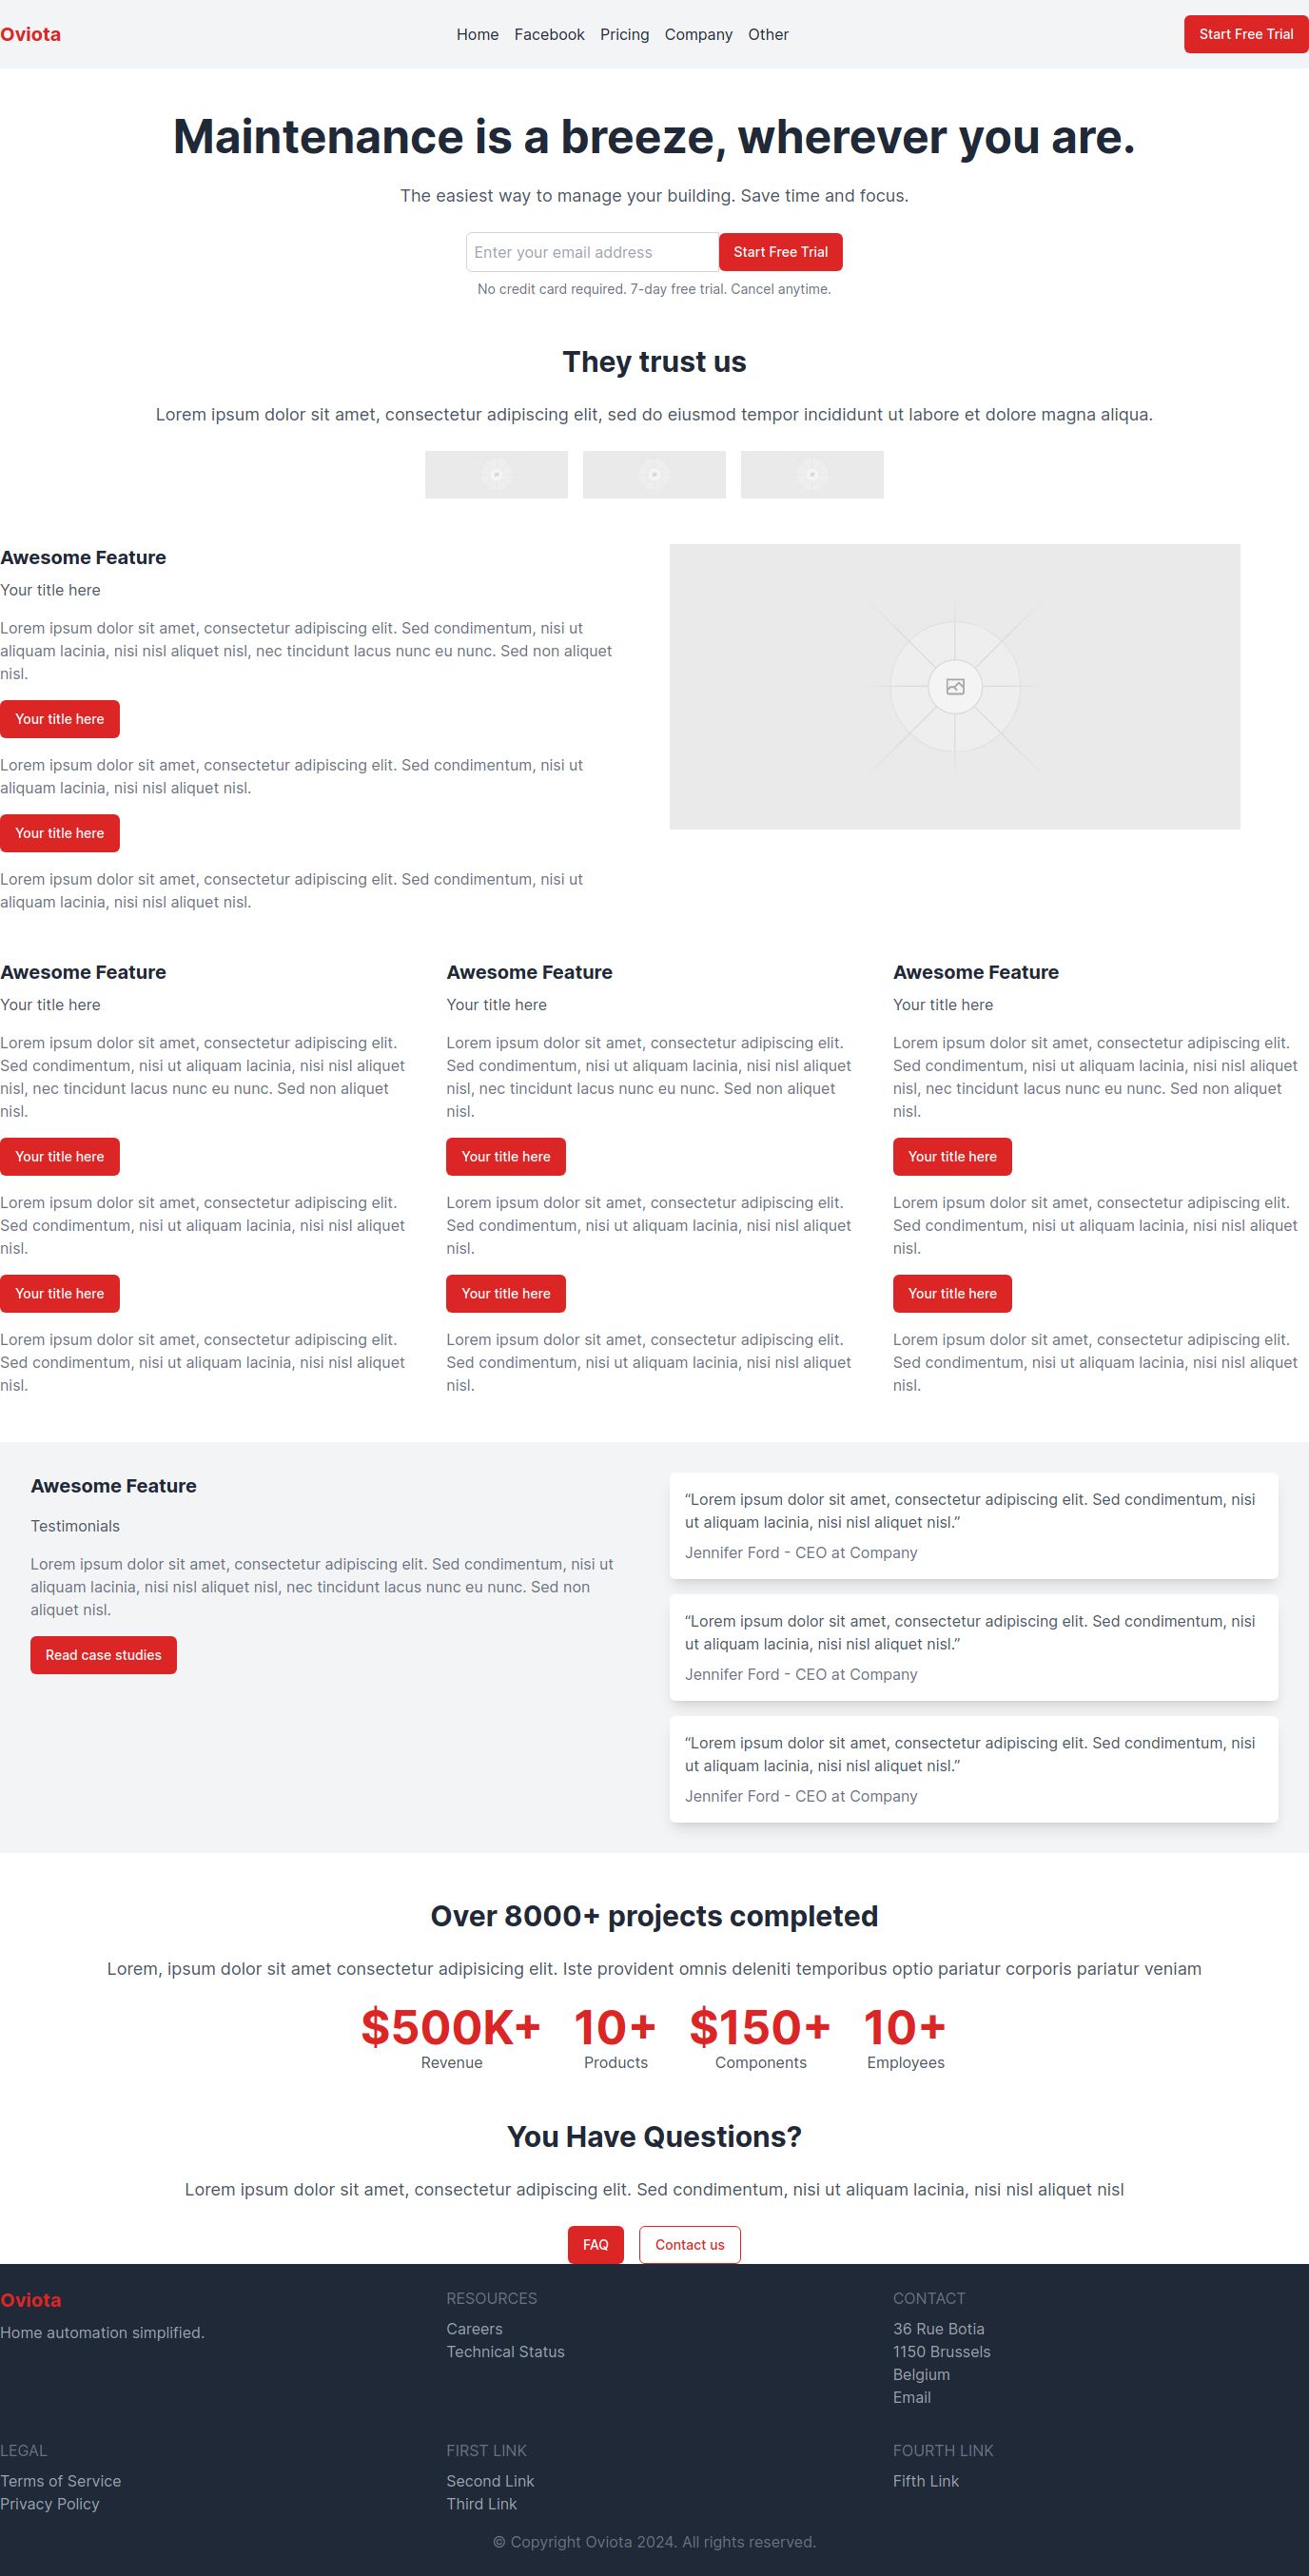 Oviota
Home Facebook Pricing Company Other
Start Free Trial
Maintenance is a breeze, wherever you are.
The easiest way to manage your building. Save time and focus.
Enter your email address
Start Free Trial
No credit card required. 7-day free trial. Cancel anytime.
They trust us
Lorem ipsum dolor sit amet, consectetur adipiscing elit, sed do eiusmod tempor incididunt ut labore et dolore magna aliqua.
Awesome Feature
Your title here
Lorem ipsum dolor sit amet, consectetur adipiscing elit. Sed condimentum, nisi ut
aliquam lacinia, nisi nisl aliquet nisl, nec tincidunt lacus nunc eu nunc. Sed non aliquet
nisl.
Your title here
Lorem ipsum dolor sit amet, consectetur adipiscing elit. Sed condimentum, nisi ut
aliquam lacinia, nisi nisl aliquet nisl.
Your title here
Lorem ipsum dolor sit amet, consectetur adipiscing elit. Sed condimentum, nisi ut
aliquam lacinia, nisi nisl aliquet nisl.
Awesome Feature
Your title here
Lorem ipsum dolor sit amet, consectetur adipiscing elit.
Sed condimentum, nisi ut aliquam lacinia, nisi nisl aliquet
nisl, nec tincidunt lacus nunc eu nunc. Sed non aliquet
nisl.
Your title here
Lorem ipsum dolor sit amet, consectetur adipiscing elit.
Sed condimentum, nisi ut aliquam lacinia, nisi nisl aliquet
nisl.
Your title here
Lorem ipsum dolor sit amet, consectetur adipiscing elit.
Sed condimentum, nisi ut aliquam lacinia, nisi nisl aliquet
nisl.
Awesome Feature
Your title here
Lorem ipsum dolor sit amet, consectetur adipiscing elit.
Sed condimentum, nisi ut aliquam lacinia, nisi nisl aliquet
nisl, nec tincidunt lacus nunc eu nunc. Sed non aliquet
nisl.
Your title here
Lorem ipsum dolor sit amet, consectetur adipiscing elit.
Sed condimentum, nisi ut aliquam lacinia, nisi nisl aliquet
nisl.
Your title here
Lorem ipsum dolor sit amet, consectetur adipiscing elit.
Sed condimentum, nisi ut aliquam lacinia, nisi nisl aliquet
nisl.
Awesome Feature
Your title here
Lorem ipsum dolor sit amet, consectetur adipiscing elit.
Sed condimentum, nisi ut aliquam lacinia, nisi nisl aliquet
nisl, nec tincidunt lacus nunc eu nunc. Sed non aliquet
nisl.
Your title here
Lorem ipsum dolor sit amet, consectetur adipiscing elit.
Sed condimentum, nisi ut aliquam lacinia, nisi nisl aliquet
nisl.
Your title here
Lorem ipsum dolor sit amet, consectetur adipiscing elit.
Sed condimentum, nisi ut aliquam lacinia, nisi nisl aliquet
nisl.
Awesome Feature
Testimonials
Lorem ipsum dolor sit amet, consectetur adipiscing elit. Sed condimentum, nisi ut
aliquam lacinia, nisi nisl aliquet nisl, nec tincidunt lacus nunc eu nunc. Sed non
aliquet nisl.
Read case studies
“Lorem ipsum dolor sit amet, consectetur adipiscing elit. Sed condimentum, nisi
ut aliquam lacinia, nisi nisl aliquet nisl.”
Jennifer Ford - CEO at Company
“Lorem ipsum dolor sit amet, consectetur adipiscing elit. Sed condimentum, nisi
ut aliquam lacinia, nisi nisl aliquet nisl.”
Jennifer Ford - CEO at Company
“Lorem ipsum dolor sit amet, consectetur adipiscing elit. Sed condimentum, nisi
ut aliquam lacinia, nisi nisl aliquet nisl.”
Jennifer Ford - CEO at Company
Over 8000+ projects completed
Lorem, ipsum dolor sit amet consectetur adipisicing elit. Iste provident omnis deleniti temporibus optio pariatur corporis pariatur veniam
$500K+
Revenue
10+
Products
$150+
Components
10+
Employees
You Have Questions?
Lorem ipsum dolor sit amet, consectetur adipiscing elit. Sed condimentum, nisi ut aliquam lacinia, nisi nisl aliquet nisl
FAQ
Contact us
Oviota
Home automation simplified.
RESOURCES
Careers
Technical Status
CONTACT
36 Rue Botia
1150 Brussels
Belgium
Email
LEGAL
Terms of Service
Privacy Policy
FIRST LINK
Second Link
Third Link
FOURTH LINK
Fifth Link
© Copyright Oviota 2024. All rights reserved.